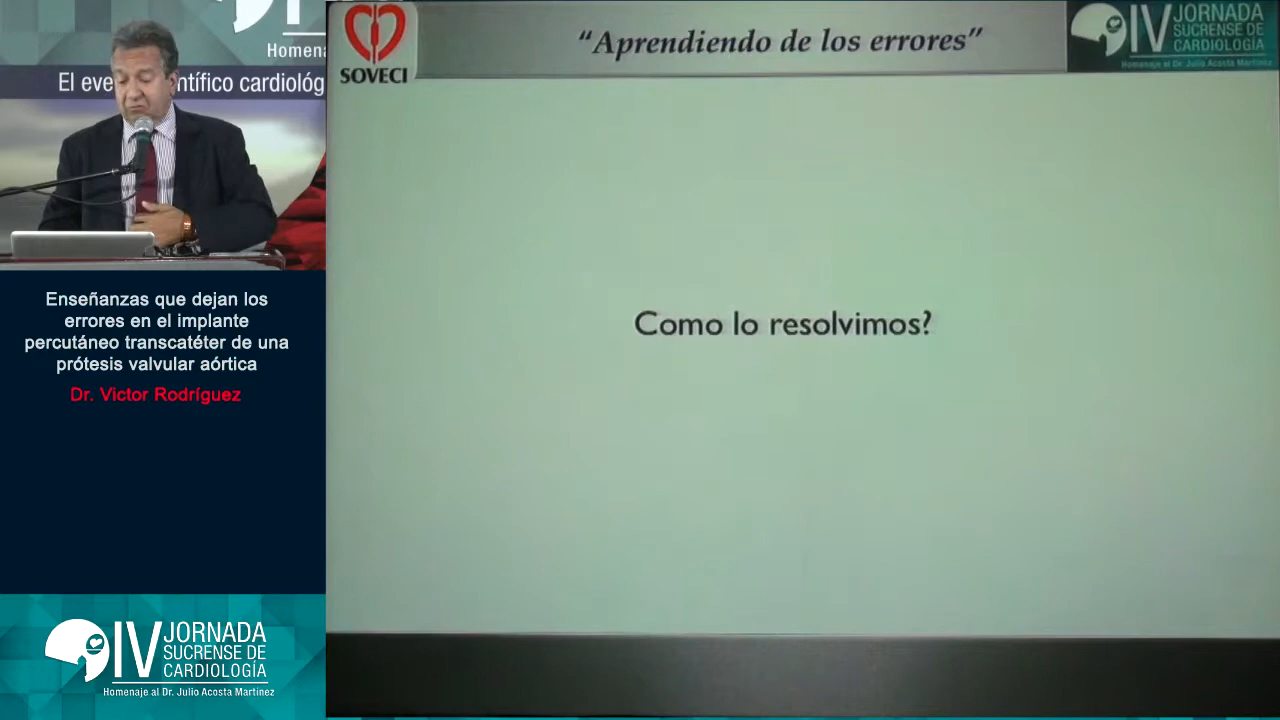 Homena
El eve ntífico cardiológ
SOVECI
“Aprendiendo de los errores”
IV JORNADA
SUCRENSE DE
CARDIOLOGÍA
Homenaje al Dr. Julio Acosta Martínez
Como lo resolvimos?
Enseñanzas que dejan los
errores en el implante
percutáneo transcatéter de una
prótesis valvular aórtica
Dr. Victor Rodríguez
IV JORNADA
SUCRENSE DE
CARDIOLOGÍA
Homenaje al Dr. Julio Acosta Martínez